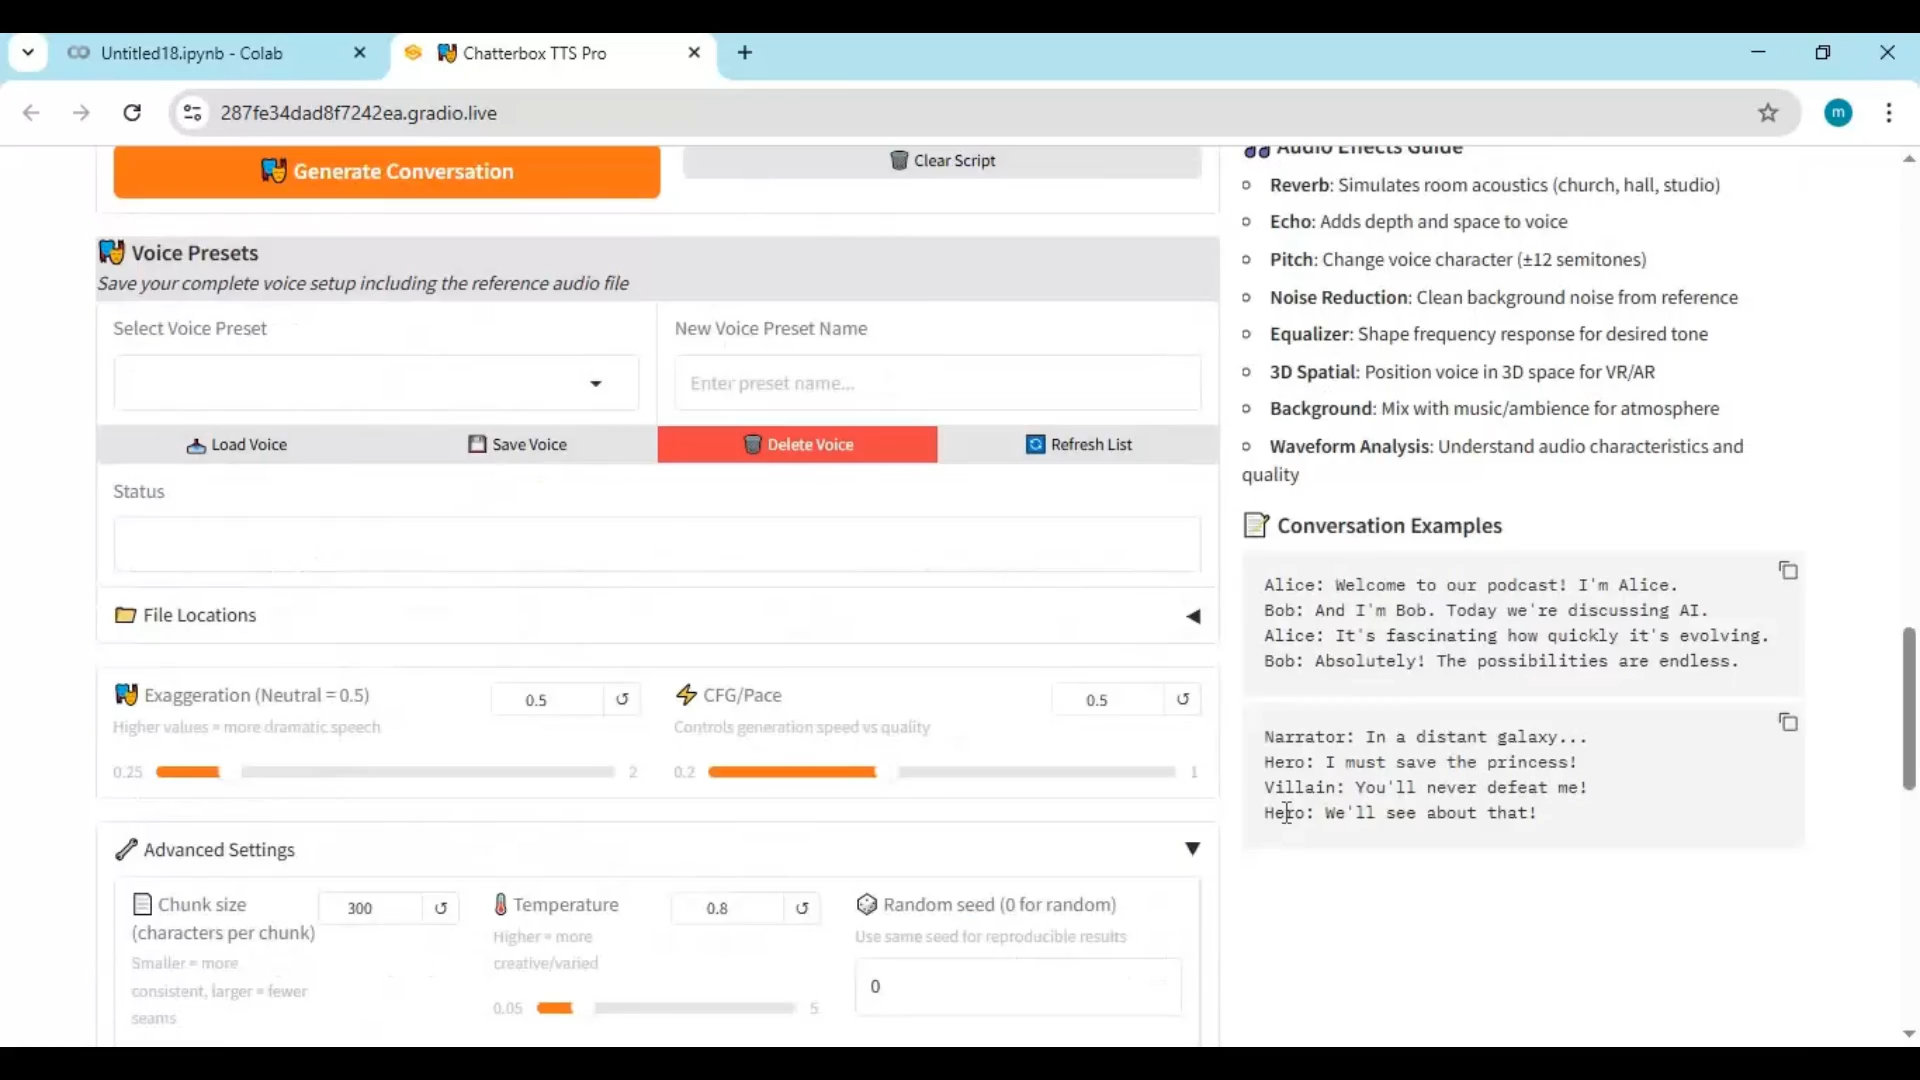 Untitled18.ipynb - Colab
Chatterbox TTS Pro
287fe34dad8f7242ea.gradio.live
m
Generate Conversation
Clear Script
Voice Presets
Save your complete voice setup including the reference audio file
Select Voice Preset
New Voice Preset Name
Enter preset name...
Load Voice
Save Voice
Delete Voice
Refresh List
Status
File Locations
Exaggeration (Neutral = 0.5)
0.5
Higher values = more dramatic speech
0.25
2
CFG/Pace
0.5
Controls generation speed vs quality
0.2
1
Advanced Settings
Chunk size
(characters per chunk)
300
Smaller = more
consistent, larger = fewer
seams
Temperature
0.8
Higher = more
creative/varied
0.05
5
Random seed (0 for random)
Use same seed for reproducible results
0
Audio Effects Guide
Reverb: Simulates room acoustics (church, hall, studio)
Echo: Adds depth and space to voice
Pitch: Change voice character (±12 semitones)
Noise Reduction: Clean background noise from reference
Equalizer: Shape frequency response for desired tone
3D Spatial: Position voice in 3D space for VR/AR
Background: Mix with music/ambience for atmosphere
Waveform Analysis: Understand audio characteristics and
quality
Conversation Examples
Alice: Welcome to our podcast! I'm Alice.
Bob: And I'm Bob. Today we're discussing AI.
Alice: It's fascinating how quickly it's evolving.
Bob: Absolutely! The possibilities are endless.
Narrator: In a distant galaxy...
Hero: I must save the princess!
Villain: You'll never defeat me!
Hero: We'll see about that!